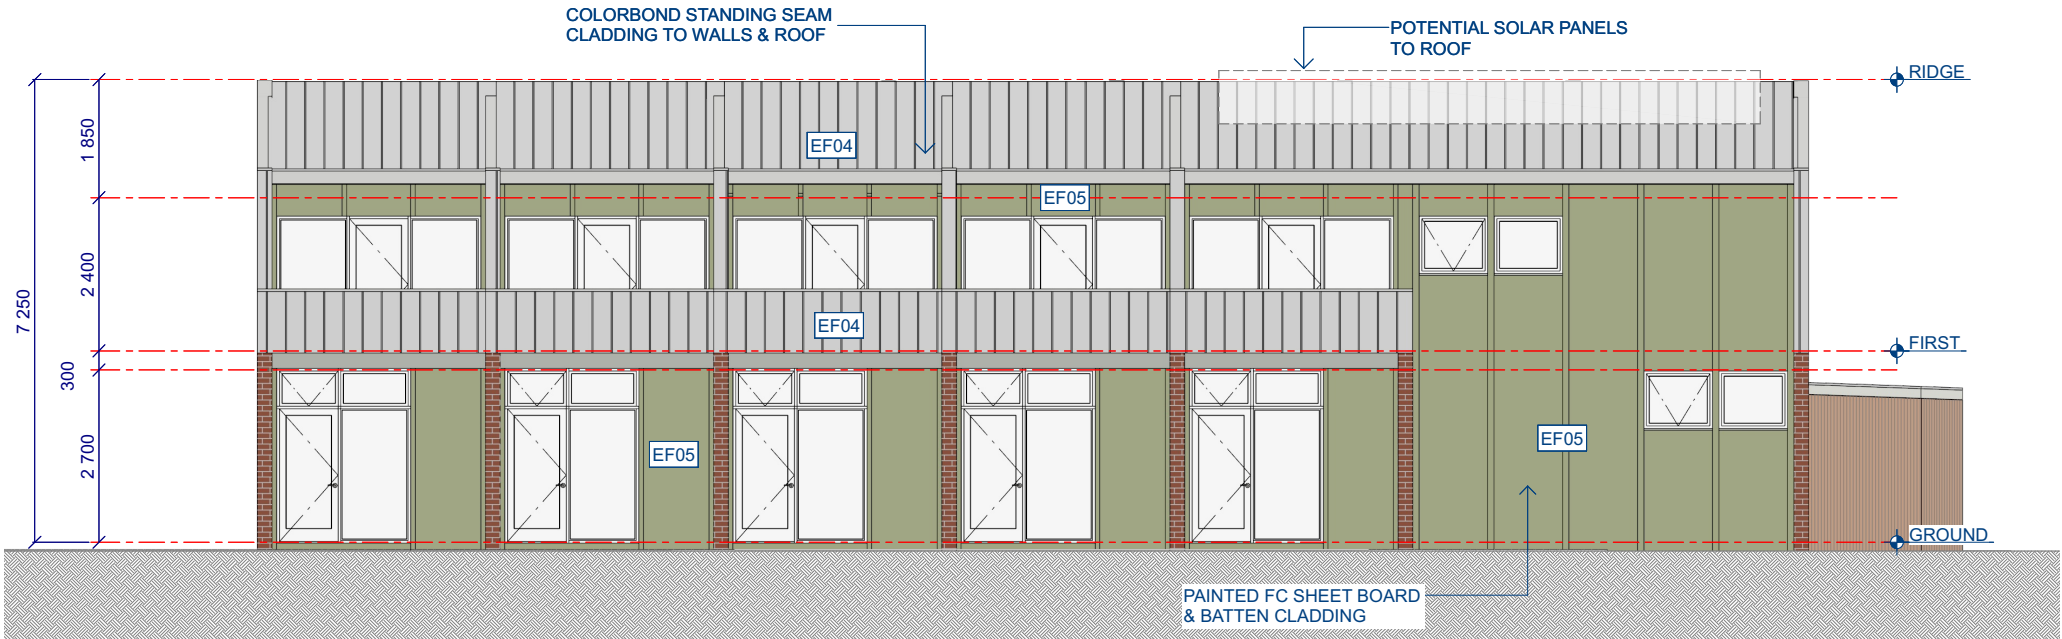 COLORBOND STANDING SEAM
CLADDING TO WALLS & ROOF
POTENTIAL SOLAR PANELS
TO ROOF
RIDGE
1 850
EF04
EF05
2 400
7 250
EF04
FIRST
300
2 700
EF05
EF05
GROUND
PAINTED FC SHEET BOARD
& BATTEN CLADDING